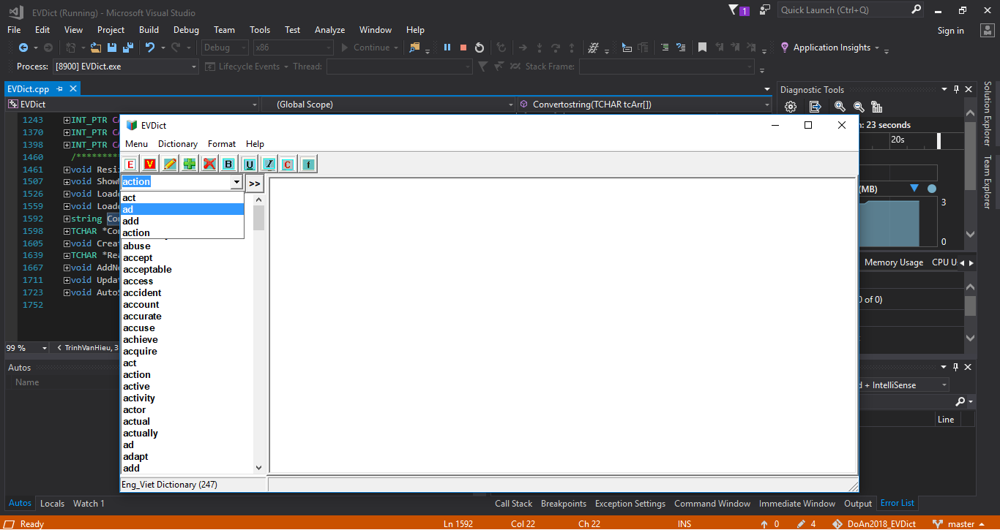 EVDict (Running) - Microsoft Visual Studio
1
Quick Launch (Ctrl+Q)
File Edit View Project Build Debug Team Tools Test Analyze Window Help
Sign in
Debug x86 Continue Application Insights
Process: [8900] EVDict.exe Lifecycle Events Thread: Stack Frame:
EVDict.cpp
EVDict (Global Scope) Convertostring(TCHAR tcArr[])
Diagnostic Tools
Solution Explorer
Team Explorer
1243 INT_PTR CA
1370 INT_PTR CA
1398 INT_PTR CA
1460 /*********
1461 void Resi
1507 void Show
1526 void Load
1559 void Load
1592 string Co
1598 TCHAR *Co
1605 void Crea
1639 TCHAR *Rea
1667 void AddN
1711 void Updat
1723 void Auto
1752
99 %
TrinhVanHieu, 3
n: 23 seconds
20s
(MB)
3
0
Memory Usage CPU U
0 of 0)
EVDict
Menu Dictionary Format Help
E V B U I C f
action >>
act
ad
add
action
abuse
accept
acceptable
access
accident
account
accurate
accuse
achieve
acquire
act
action
active
activity
actor
actual
actually
ad
adapt
add
Eng_Viet Dictionary (247)
Autos
Name
d + IntelliSense
Line
Autos Locals Watch 1
Call Stack Breakpoints Exception Settings Command Window Immediate Window Output Error List
Ready Ln 1592 Col 22 Ch 22 INS 0 4 DoAn2018_EVDict master